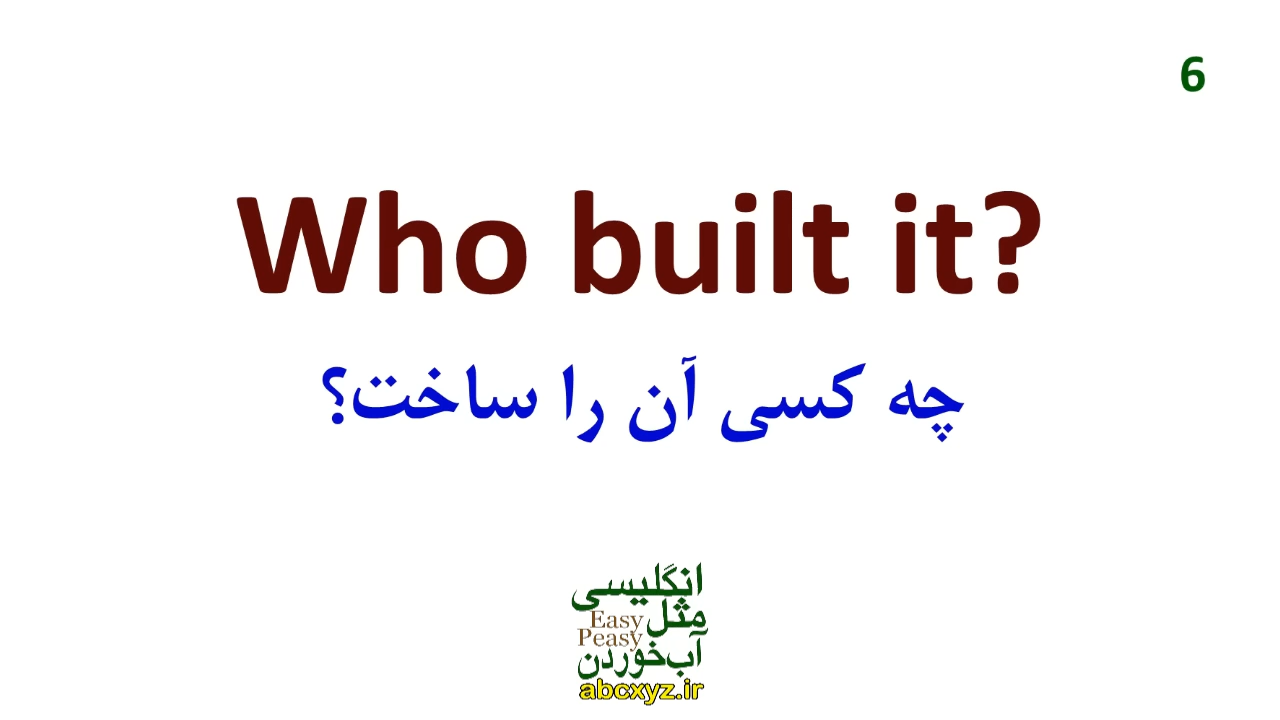 6
Who built it?
چه کسی آن را ساخت؟
انگلیسی
مثل
Easy
Peasy
آب‌خوردن
abcxyz.ir